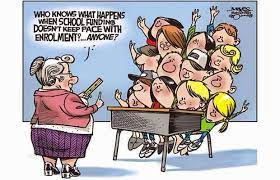 WHO KNOWS WHAT HAPPENS
WHEN SCHOOL FUNDING
DOESN'T KEEP PACE WITH
ENROLMENT?... ANYONE?